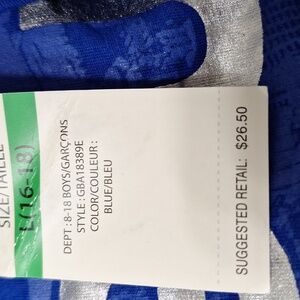 SIZE/TAILLE
L(16-18)
DEPT : 8-18 BOYS/GARÇONS
STYLE : GBA18389E
COLOR/COULEUR :
BLUE/BLEU
SUGGESTED RETAIL: $26.50